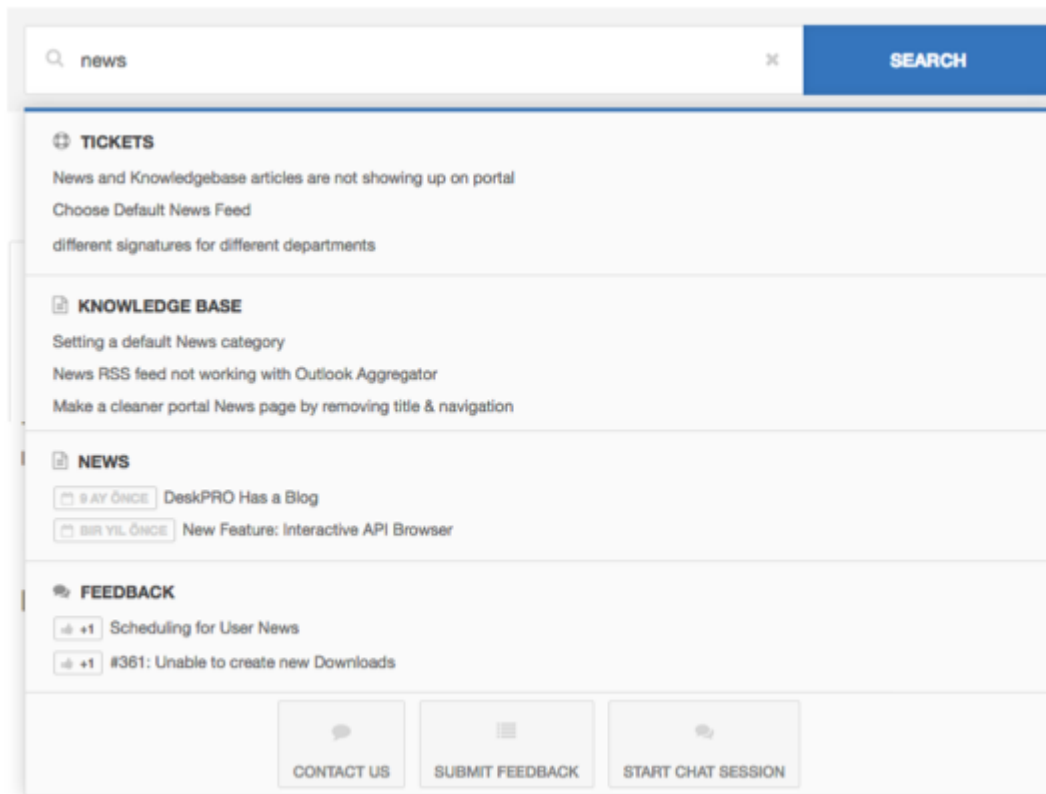 news
SEARCH
TICKETS
News and Knowledgebase articles are not showing up on portal
Choose Default News Feed
different signatures for different departments
KNOWLEDGE BASE
Setting a default News category
News RSS feed not working with Outlook Aggregator
Make a cleaner portal News page by removing title & navigation
NEWS
9 AY ÖNCE DeskPRO Has a Blog
BIR YIL ÖNCE New Feature: Interactive API Browser
FEEDBACK
+1 Scheduling for User News
+1 #361: Unable to create new Downloads
CONTACT US SUBMIT FEEDBACK START CHAT SESSION